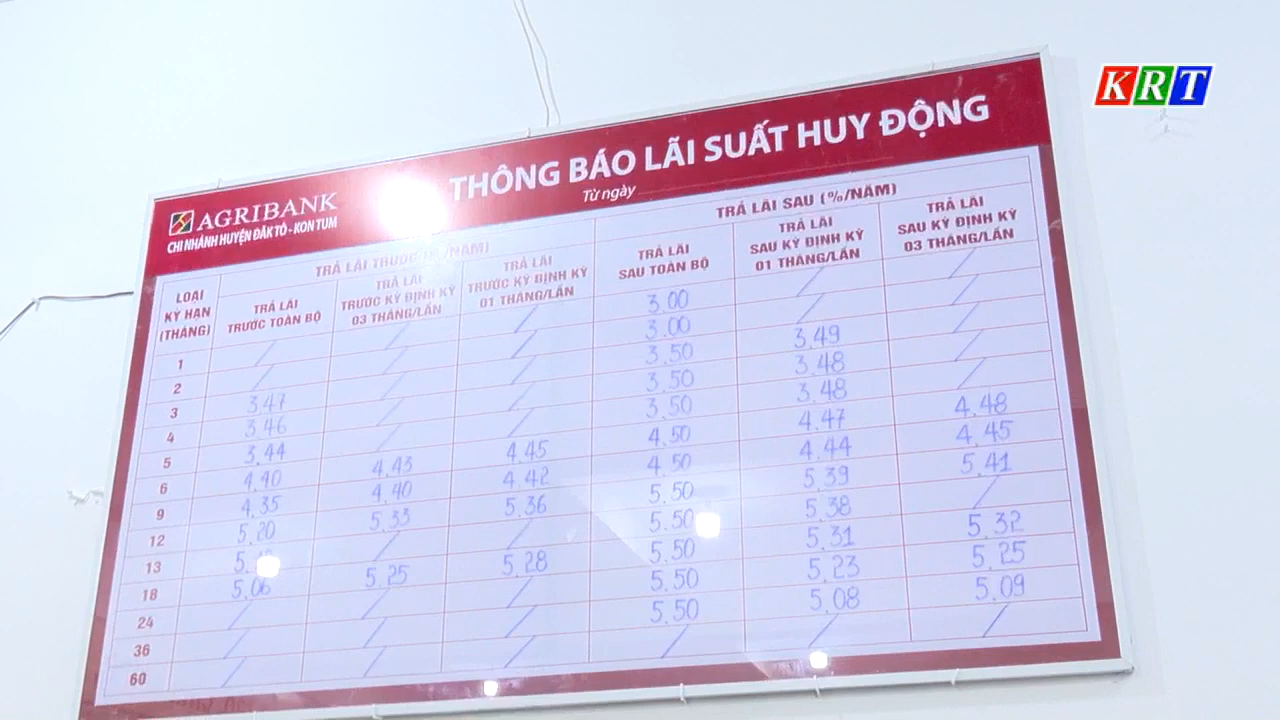 KRT
THÔNG BÁO LÃI SUẤT HUY ĐỘNG
Từ ngày
AGRIBANK
CHI NHÁNH HUYỆN ĐĂK TÔ - KON TUM
LOẠI KỲ HẠN (THÁNG)
TRẢ LÃI TRƯỚC (%/NĂM)
TRẢ LÃI SAU (%/NĂM)
TRẢ LÃI TRƯỚC TOÀN BỘ
TRẢ LÃI TRƯỚC KỲ ĐỊNH KỲ 03 THÁNG/LẦN
TRẢ LÃI TRƯỚC KỲ ĐỊNH KỲ 01 THÁNG/LẦN
TRẢ LÃI SAU TOÀN BỘ
TRẢ LÃI SAU KỲ ĐỊNH KỲ 01 THÁNG/LẦN
TRẢ LÃI SAU KỲ ĐỊNH KỲ 03 THÁNG/LẦN
1 / / / 3.00 / /
2 / / / 3.00 / /
3 3.47 / / 3.50 3.49 /
4 3.46 / / 3.50 3.48 /
5 3.44 / / 3.50 3.48 /
6 4.40 4.43 4.45 4.50 4.47 4.48
9 4.35 4.40 4.42 4.50 4.44 4.45
12 5.20 5.33 5.36 5.50 5.39 5.41
13 / / 5.50 5.38 /
18 5.06 5.25 5.28 5.50 5.31 5.32
24 / / / 5.50 5.23 5.25
36 / / / 5.50 5.08 5.09
60 / / / / / /